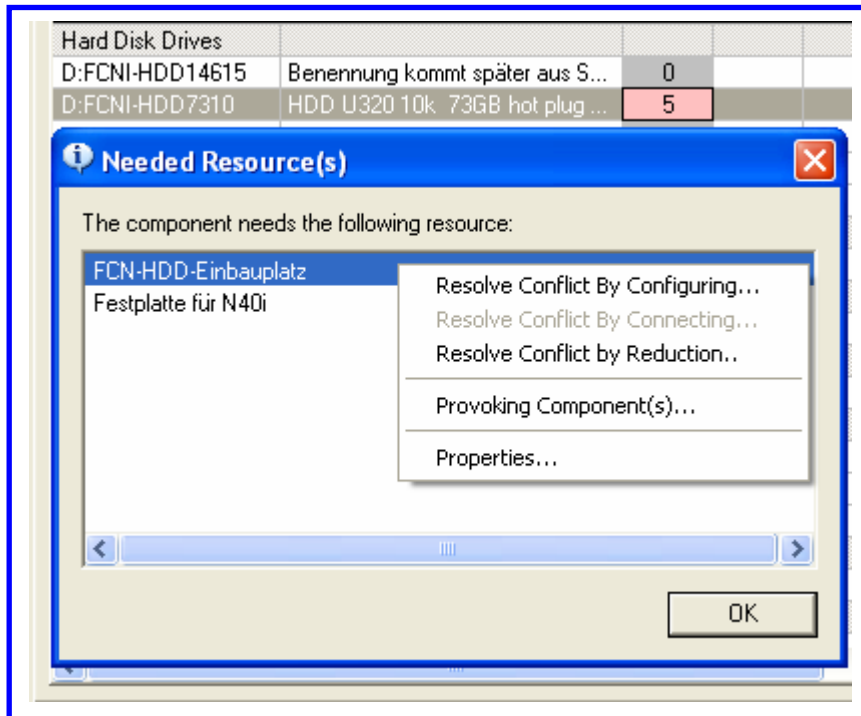 Hard Disk Drives
D:FCNI-HDD14615 Benennung kommt später aus S... 0
D:FCNI-HDD7310 HDD U320 10k 73GB hot plug ... 5
Needed Resource(s)
The component needs the following resource:
FCN-HDD-Einbauplatz
Festplatte für N40i
Resolve Conflict By Configuring...
Resolve Conflict By Connecting...
Resolve Conflict by Reduction..
Provoking Component(s)...
Properties...
OK